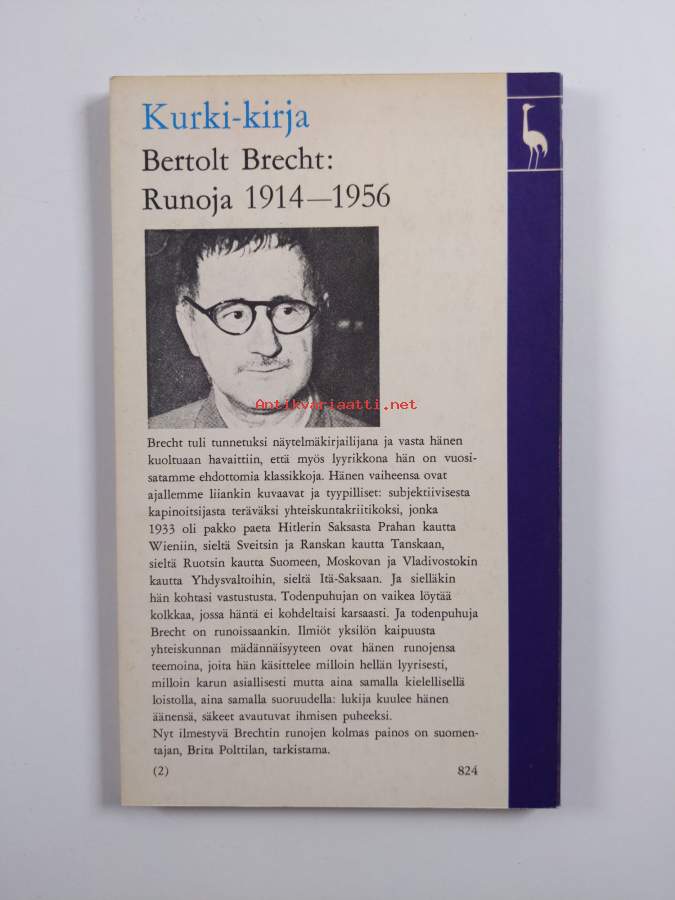 Kurki-kirja
Bertolt Brecht:
Runoja 1914—1956
Antikvariaatti.net
Brecht tuli tunnetuksi näytelmäkirjailijana ja vasta hänen
kuoltuaan havaittiin, että myös lyyrikkona hän on vuosi-
satamme ehdottomia klassikkoja. Hänen vaiheensa ovat
ajallemme liiankin kuvaavat ja tyypilliset: subjektiivisesta
kapinoitsijasta teräväksi yhteiskuntakriitikoksi, jonka
1933 oli pakko paeta Hitlerin Saksasta Prahan kautta
Wieniin, sieltä Sveitsin ja Ranskan kautta Tanskaan,
sieltä Ruotsin kautta Suomeen, Moskovan ja Vladivostokin
kautta Yhdysvaltoihin, sieltä Itä-Saksaan. Ja sielläkin
hän kohtasi vastustusta. Todenpuhujan on vaikea löytää
kolkkaa, jossa häntä ei kohdeltaisi karsaasti. Ja todenpuhuja
Brecht on runoissaankin. Ilmiöt yksilön kaipuusta
yhteiskunnan mädännäisyyteen ovat hänen runojensa
teemoina, joita hän käsittelee milloin hellän lyyrisesti,
milloin karun asiallisesti mutta aina samalla kielellisellä
loistolla, aina samalla suoruudella: lukija kuulee hänen
äänensä, säkeet avautuvat ihmisen puheeksi.
Nyt ilmestyvä Brechtin runojen kolmas painos on suomen-
tajan, Brita Polttilan, tarkistama.
(2) 824